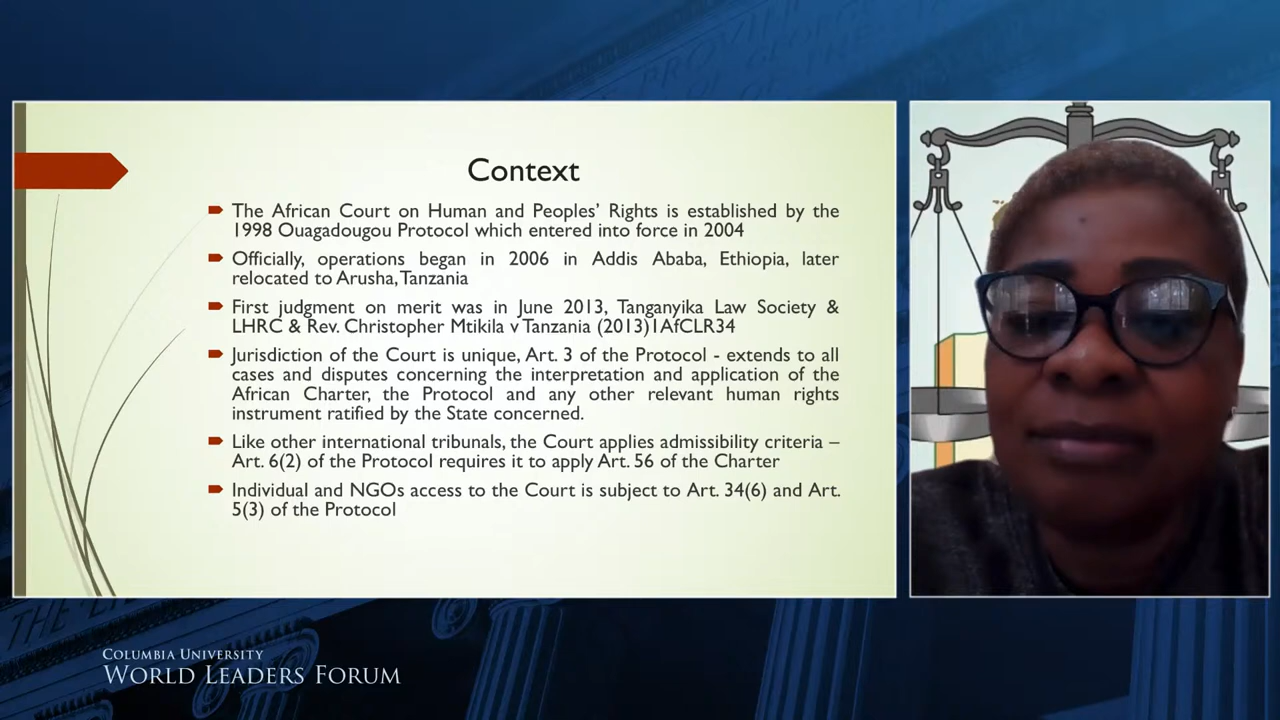 Context
The African Court on Human and Peoples’ Rights is established by the
1998 Ouagadougou Protocol which entered into force in 2004
Officially, operations began in 2006 in Addis Ababa, Ethiopia, later
relocated to Arusha, Tanzania
First judgment on merit was in June 2013, Tanganyika Law Society &
LHRC & Rev. Christopher Mtikila v Tanzania (2013)1AfCLR34
Jurisdiction of the Court is unique, Art. 3 of the Protocol - extends to all
cases and disputes concerning the interpretation and application of the
African Charter, the Protocol and any other relevant human rights
instrument ratified by the State concerned.
Like other international tribunals, the Court applies admissibility criteria –
Art. 6(2) of the Protocol requires it to apply Art. 56 of the Charter
Individual and NGOs access to the Court is subject to Art. 34(6) and Art.
5(3) of the Protocol
COLUMBIA UNIVERSITY
WORLD LEADERS FORUM